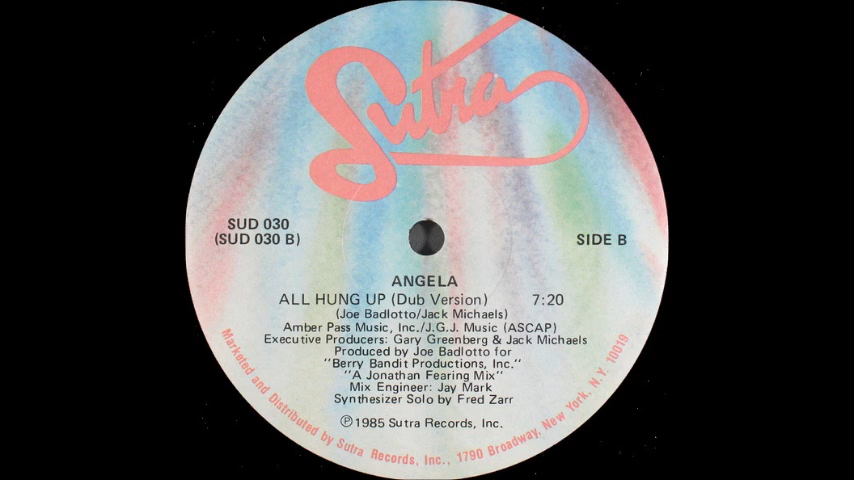 Sutra
SUD 030
(SUD 030 B)
SIDE B
ANGELA
ALL HUNG UP (Dub Version) 7:20
(Joe Badlotto/Jack Michaels)
Amber Pass Music, Inc./J.G.J. Music (ASCAP)
Executive Producers: Gary Greenberg & Jack Michaels
Produced by Joe Badlotto for
"Berry Bandit Productions, Inc."
"A Jonathan Fearing Mix"
Mix Engineer: Jay Mark
Synthesizer Solo by Fred Zarr
℗1985 Sutra Records, Inc.
Marketed and Distributed by Sutra Records, Inc., 1790 Broadway, New York, N.Y. 10019